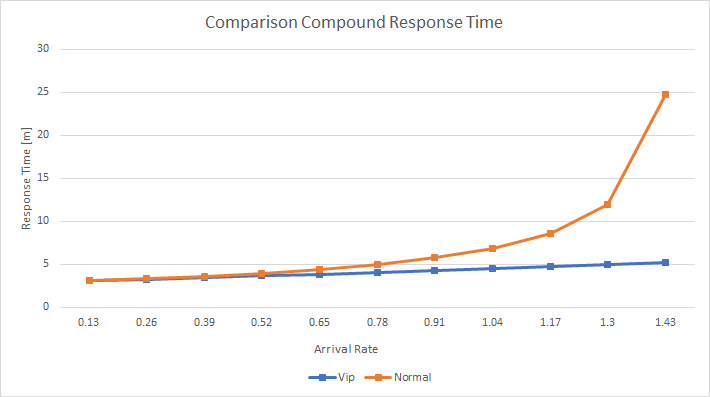 Comparison Compound Response Time
30
25
20
15
10
5
0
Response Time [m]
0.13 0.26 0.39 0.52 0.65 0.78 0.91 1.04 1.17 1.3 1.43
Arrival Rate
Vip Normal